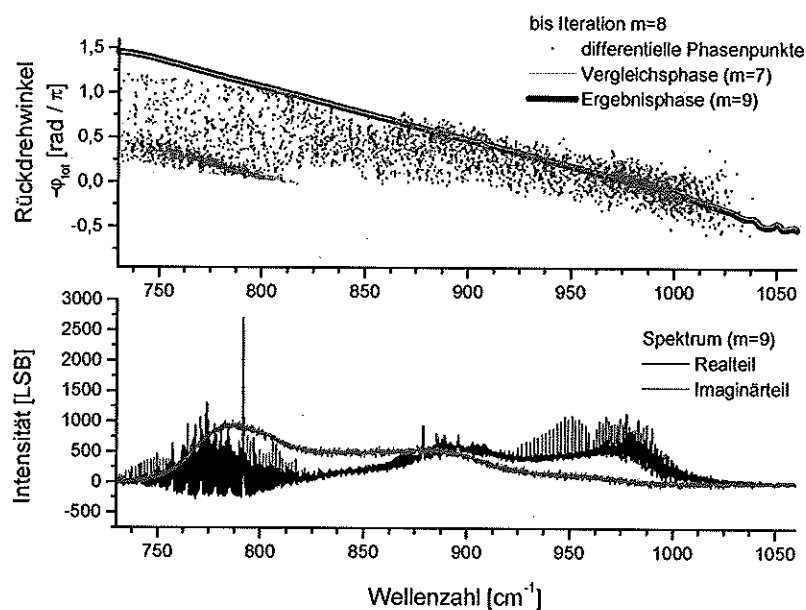 bis Iteration m=8
differentielle Phasenpunkte
Vergleichsphase (m=7)
Ergebnisphase (m=9)
Rückdrehwinkel
-φtot [rad / π]
1,5
1,0
0,5
0,0
-0,5
750 800 850 900 950 1000 1050
Intensität [LSB]
3000
2500
2000
1500
1000
500
0
-500
Spektrum (m=9)
Realteil
Imaginärteil
750 800 850 900 950 1000 1050
Wellenzahl [cm⁻¹]